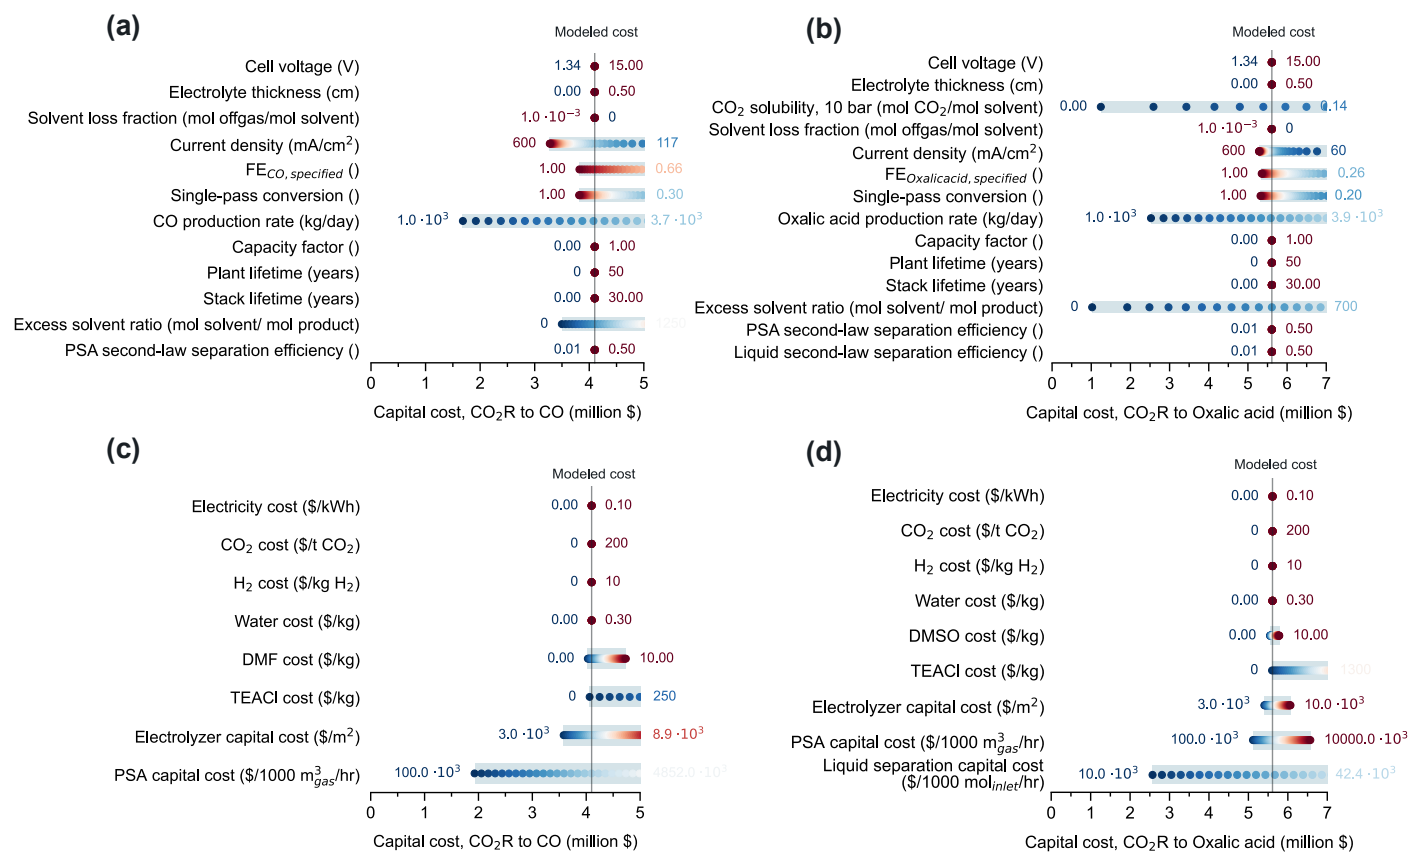 (a)
Modeled cost
Cell voltage (V) 1.34 15.00
Electrolyte thickness (cm) 0.00 0.50
Solvent loss fraction (mol offgas/mol solvent) 1.0 ·10⁻³ 0
Current density (mA/cm²) 600 117
FE_CO, specified () 1.00 0.66
Single-pass conversion () 1.00 0.30
CO production rate (kg/day) 1.0 ·10³ 3.7 ·10³
Capacity factor () 0.00 1.00
Plant lifetime (years) 0 50
Stack lifetime (years) 0.00 30.00
Excess solvent ratio (mol solvent/ mol product) 0 1250
PSA second-law separation efficiency () 0.01 0.50
0 1 2 3 4 5
Capital cost, CO₂R to CO (million $)
(b)
Modeled cost
Cell voltage (V) 1.34 15.00
Electrolyte thickness (cm) 0.00 0.50
CO₂ solubility, 10 bar (mol CO₂/mol solvent) 0.00 0.14
Solvent loss fraction (mol offgas/mol solvent) 1.0 ·10⁻³ 0
Current density (mA/cm²) 600 60
FE_Oxalicacid, specified () 1.00 0.26
Single-pass conversion () 1.00 0.20
Oxalic acid production rate (kg/day) 1.0 ·10³ 3.9 ·10³
Capacity factor () 0.00 1.00
Plant lifetime (years) 0 50
Stack lifetime (years) 0.00 30.00
Excess solvent ratio (mol solvent/ mol product) 0 700
PSA second-law separation efficiency () 0.01 0.50
Liquid second-law separation efficiency () 0.01 0.50
0 1 2 3 4 5 6 7
Capital cost, CO₂R to Oxalic acid (million $)
(c)
Modeled cost
Electricity cost ($/kWh) 0.00 0.10
CO₂ cost ($/t CO₂) 0 200
H₂ cost ($/kg H₂) 0 10
Water cost ($/kg) 0.00 0.30
DMF cost ($/kg) 0.00 10.00
TEACl cost ($/kg) 0 250
Electrolyzer capital cost ($/m²) 3.0 ·10³ 8.9 ·10³
PSA capital cost ($/1000 m³_gas/hr) 100.0 ·10³ 4852.0 ·10³
0 1 2 3 4 5
Capital cost, CO₂R to CO (million $)
(d)
Modeled cost
Electricity cost ($/kWh) 0.00 0.10
CO₂ cost ($/t CO₂) 0 200
H₂ cost ($/kg H₂) 0 10
Water cost ($/kg) 0.00 0.30
DMSO cost ($/kg) 0.00 10.00
TEACl cost ($/kg) 0 1300
Electrolyzer capital cost ($/m²) 3.0 ·10³ 10.0 ·10³
PSA capital cost ($/1000 m³_gas/hr) 100.0 ·10³ 10000.0 ·10³
Liquid separation capital cost
($/1000 mol_inlet/hr) 10.0 ·10³ 42.4 ·10³
0 1 2 3 4 5 6 7
Capital cost, CO₂R to Oxalic acid (million $)